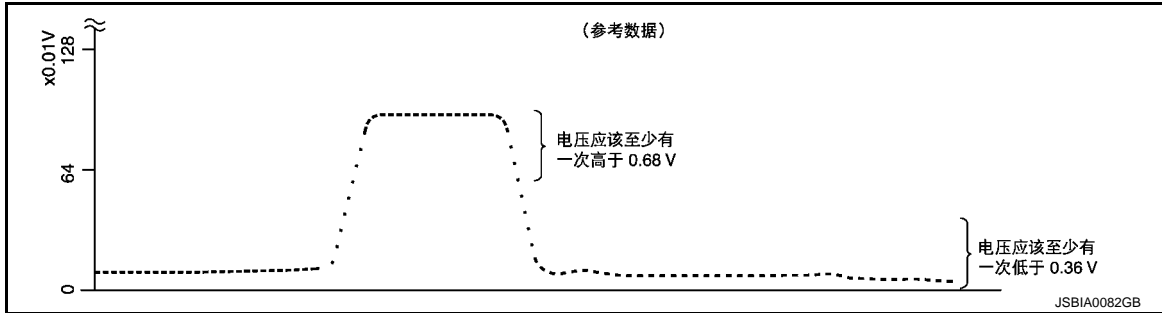 （参考数据）
x0.01V
128
64
0
电压应该至少有
一次高于 0.68 V
电压应该至少有
一次低于 0.36 V
JSBIA0082GB